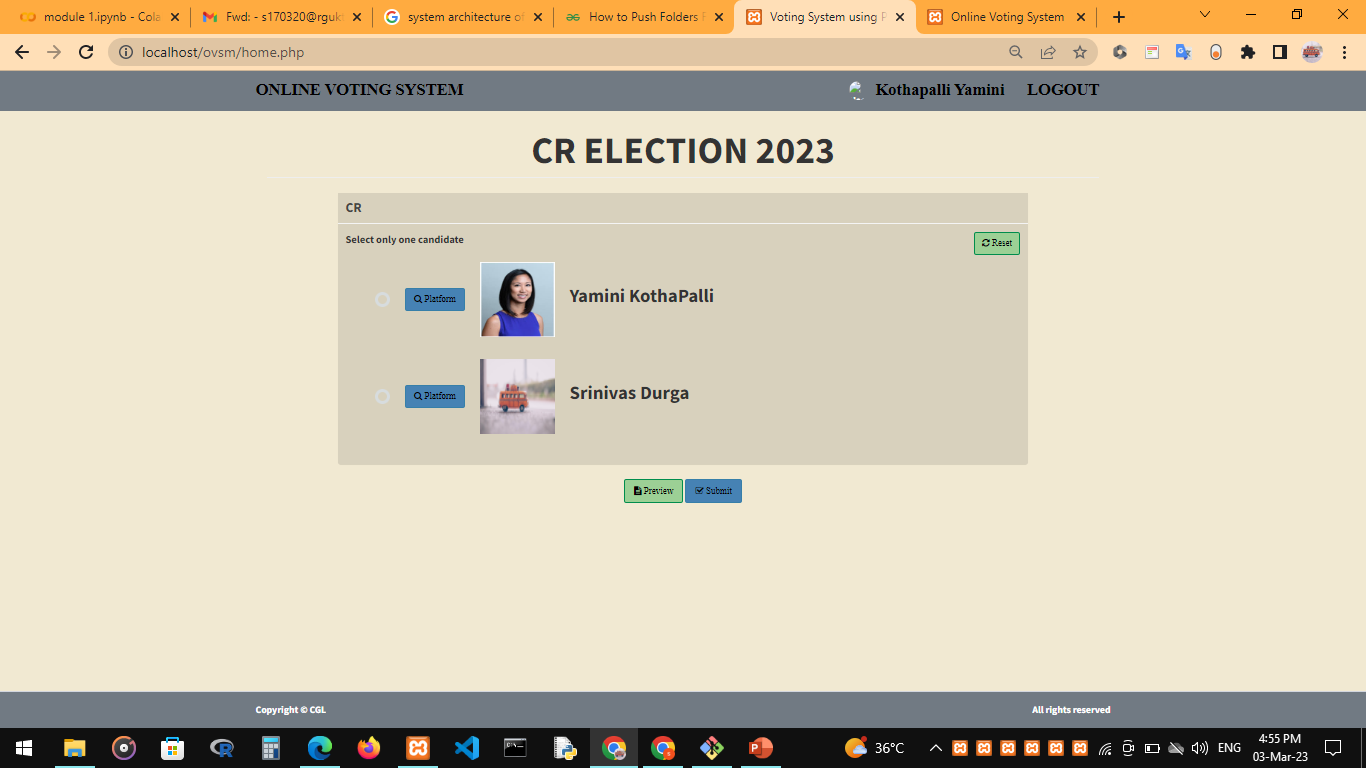 module 1.ipynb - Cola
Fwd: - s170320@rguk
system architecture of
How to Push Folders F
Voting System using P
Online Voting System
localhost/ovsm/home.php
ONLINE VOTING SYSTEM
Kothapalli Yamini
LOGOUT
CR ELECTION 2023
CR
Select only one candidate
Reset
Platform
Yamini KothaPalli
Platform
Srinivas Durga
Preview
Submit
Copyright © CGL
All rights reserved
36°C
ENG
4:55 PM
03-Mar-23